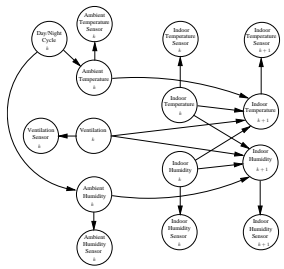 Ambient
Temperature
Sensor
k
Indoor
Temperature
Sensor
k
Indoor
Temperature
Sensor
k+1
Day/Night
Cycle
k
Ambient
Temperature
k
Indoor
Temperature
k
Indoor
Temperature
k+1
Ventilation
Sensor
k
Ventilation
k
Indoor
Humidity
k+1
Indoor
Humidity
k
Ambient
Humidity
k
Ambient
Humidity
Sensor
k
Indoor
Humidity
Sensor
k
Indoor
Humidity
Sensor
k+1